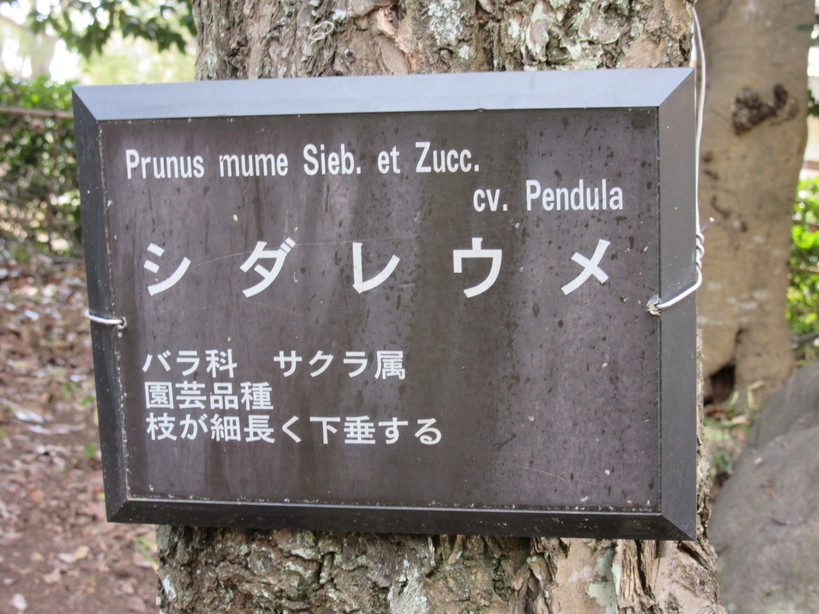 Prunus mume Sieb. et Zucc.
cv. Pendula
シダレウメ
バラ科　サクラ属
園芸品種
枝が細長く下垂する